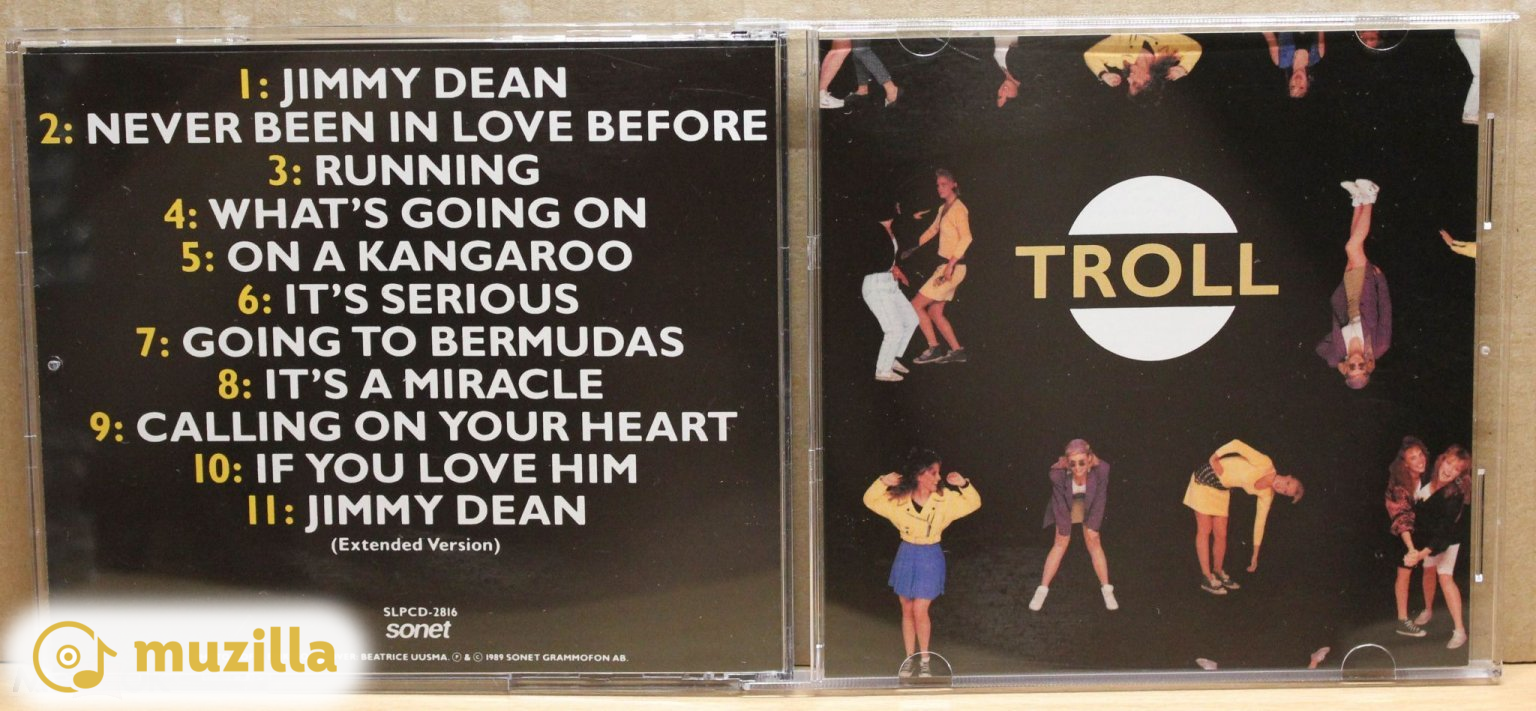 1: JIMMY DEAN
2: NEVER BEEN IN LOVE BEFORE
3: RUNNING
4: WHAT'S GOING ON
5: ON A KANGAROO
6: IT'S SERIOUS
7: GOING TO BERMUDAS
8: IT'S A MIRACLE
9: CALLING ON YOUR HEART
10: IF YOU LOVE HIM
11: JIMMY DEAN
(Extended Version)
SLPCD-2816
sonet
BEATRICE UUSMA. ℗ & © 1989 SONET GRAMMOFON AB.
muzilla
TROLL